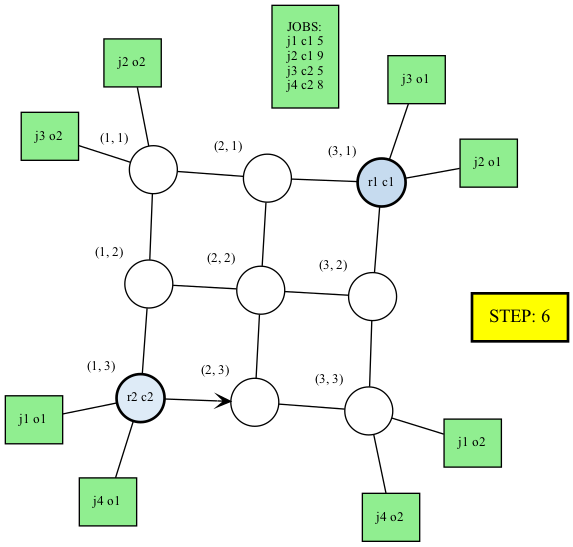 JOBS:
j1 c1 5
j2 c1 9
j3 c2 5
j4 c2 8
j2 o2
j3 o1
j3 o2
(1, 1)
(2, 1)
(3, 1)
r1 c1
j2 o1
(1, 2)
(2, 2)
(3, 2)
STEP: 6
(1, 3)
(2, 3)
(3, 3)
r2 c2
j1 o1
j1 o2
j4 o1
j4 o2